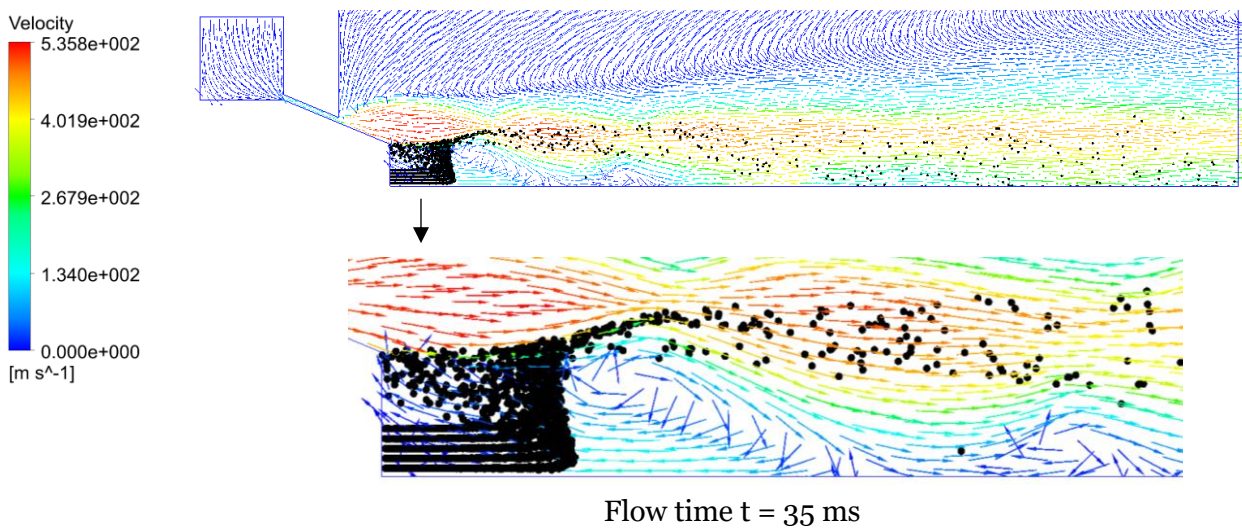 Velocity
5.358e+002
4.019e+002
2.679e+002
1.340e+002
0.000e+000
[m s^-1]
Flow time t = 35 ms